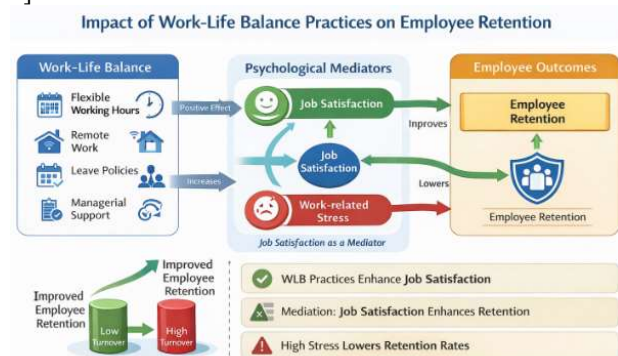 Impact of Work-Life Balance Practices on Employee Retention
Work–Life Balance
Flexible
Working Hours
Remote
Work
Leave Policies
Managerial
Support
Positive Effect
Increases
Psychological Mediators
Job Satisfaction
Job
Satisfaction
Work-related
Stress
Job Satisfaction as a Mediator
Inproves
Lowers
Employee Outcomes
Employee
Retention
Employee Retention
Improved
Employee
Retention
Improved
Employee
Retention
Low
Turnover
High
Turnover
WLB Practices Enhance Job Satisfaction
Mediation: Job Satisfaction Enhances Retention
High Stress Lowers Retention Rates